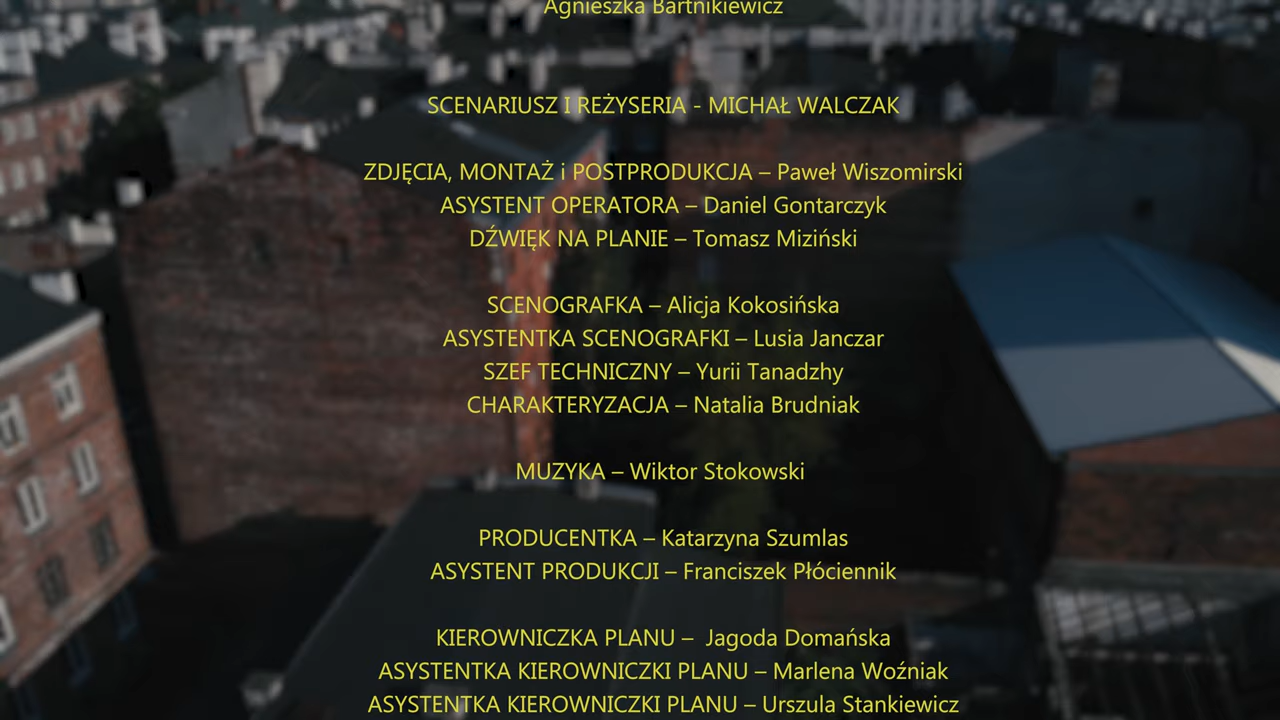 Agnieszka Bartnikiewicz
SCENARIUSZ I REŻYSERIA - MICHAŁ WALCZAK
ZDJĘCIA, MONTAŻ i POSTPRODUKCJA – Paweł Wiszomirski
ASYSTENT OPERATORA – Daniel Gontarczyk
DŹWIĘK NA PLANIE – Tomasz Miziński
SCENOGRAFKA – Alicja Kokosińska
ASYSTENTKA SCENOGRAFKI – Lusia Janczar
SZEF TECHNICZNY – Yurii Tanadzhy
CHARAKTERYZACJA – Natalia Brudniak
MUZYKA – Wiktor Stokowski
PRODUCENTKA – Katarzyna Szumlas
ASYSTENT PRODUKCJI – Franciszek Płóciennik
KIEROWNICZKA PLANU –  Jagoda Domańska
ASYSTENTKA KIEROWNICZKI PLANU – Marlena Woźniak
ASYSTENTKA KIEROWNICZKI PLANU – Urszula Stankiewicz